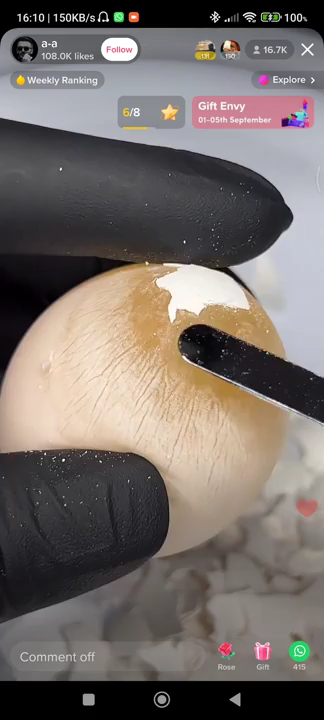 16:10 | 150KB/s
100%
a-a
108.0K likes
Follow
16.7K
Weekly Ranking
Explore >
6/8
Gift Envy
01-05th September
Comment off
Rose
Gift
415